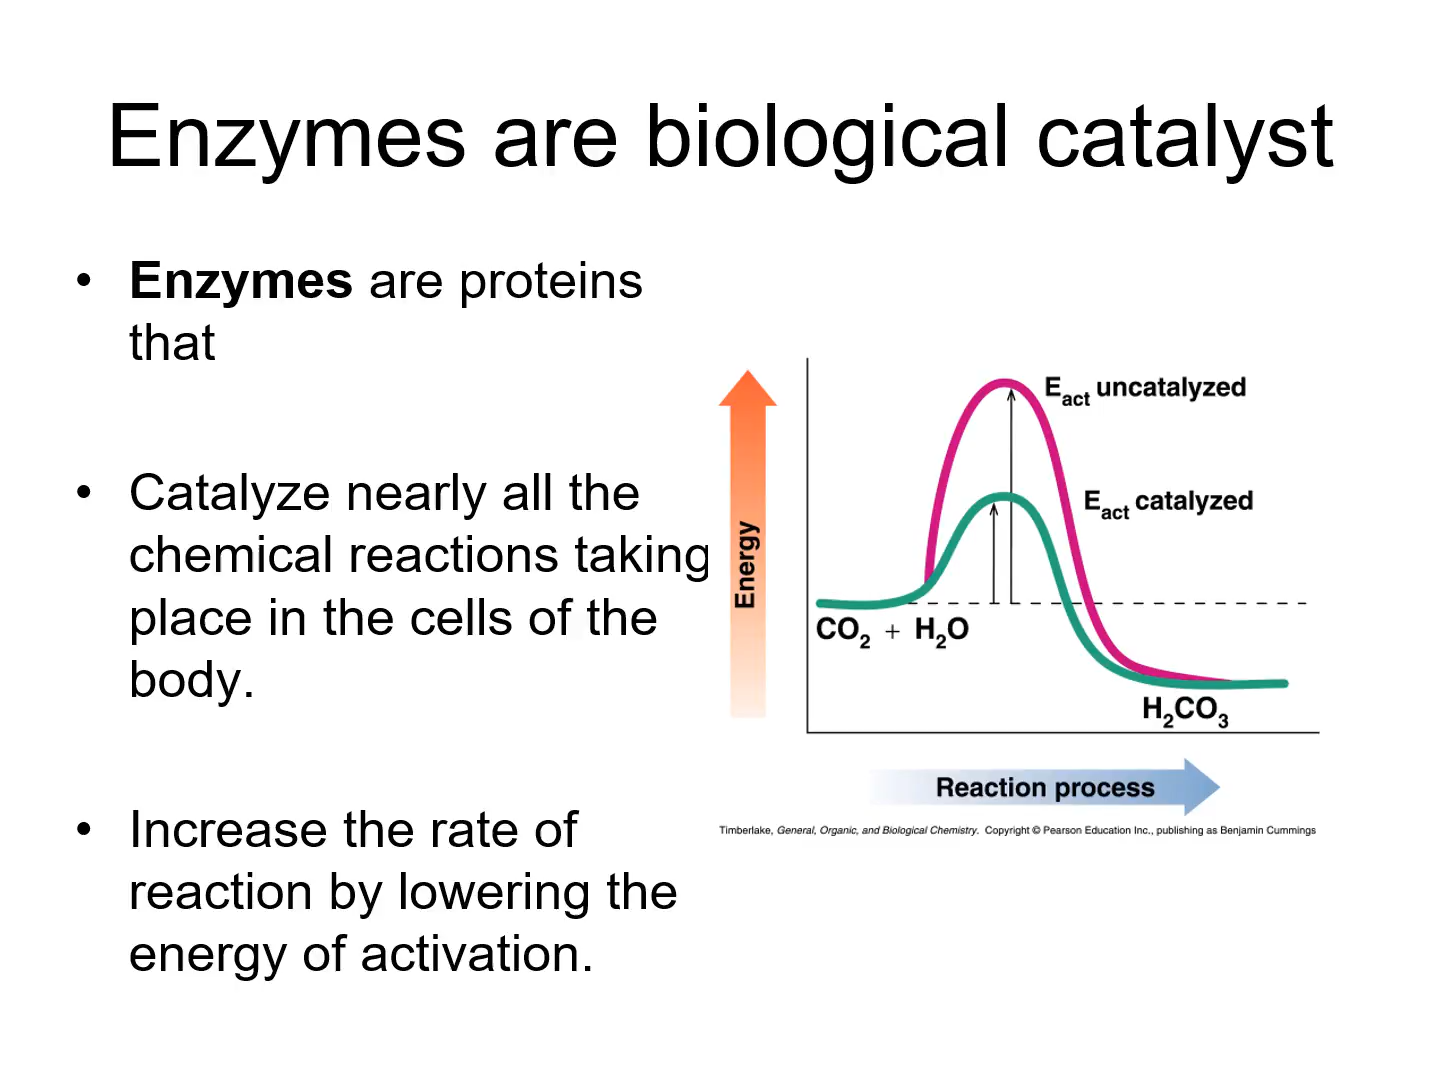 Enzymes are biological catalyst
• Enzymes are proteins
that
• Catalyze nearly all the
chemical reactions taking
place in the cells of the
body.
• Increase the rate of
reaction by lowering the
energy of activation.
Energy
Eact uncatalyzed
Eact catalyzed
CO2 + H2O
H2CO3
Reaction process
Timberlake, General, Organic, and Biological Chemistry. Copyright © Pearson Education Inc., publishing as Benjamin Cummings